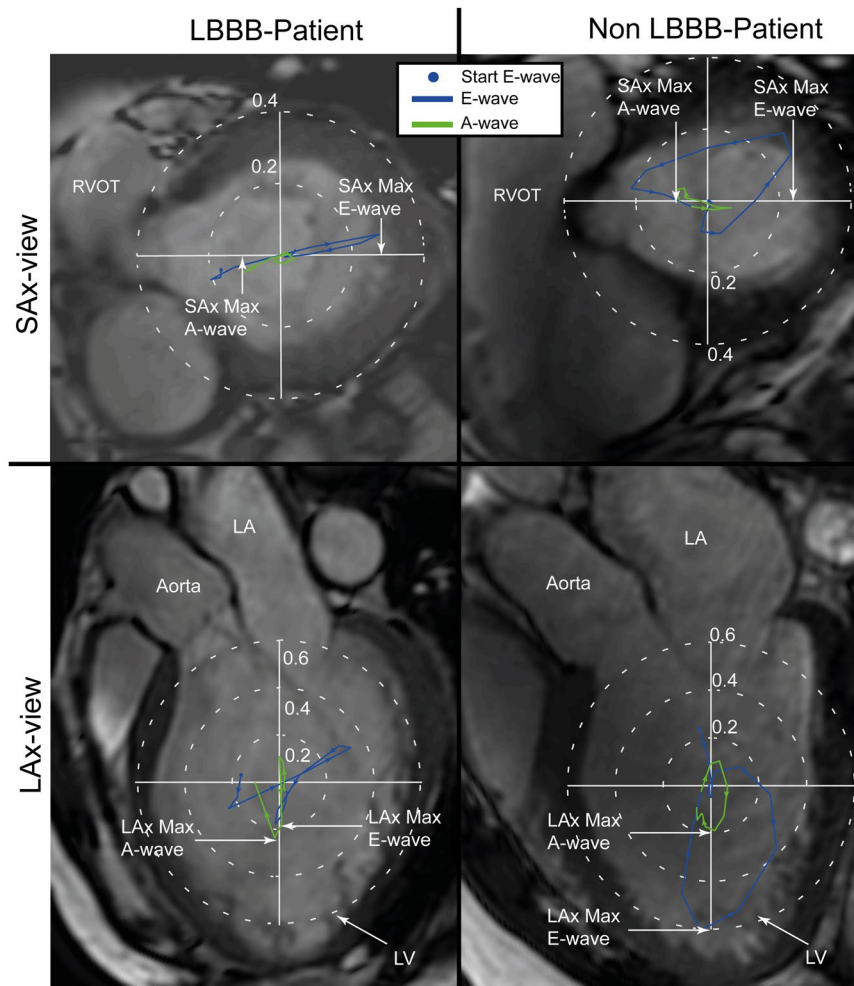 LBBB-Patient
Non LBBB-Patient
Start E-wave
E-wave
A-wave
SAx-view
0.4
0.2
RVOT
SAx Max
E-wave
SAx Max
A-wave
SAx Max
A-wave
SAx Max
E-wave
RVOT
0.2
0.4
LAx-view
LA
Aorta
0.6
0.4
0.2
LAx Max
A-wave
LAx Max
E-wave
LV
LA
Aorta
0.6
0.4
0.2
LAx Max
A-wave
LAx Max
E-wave
LV